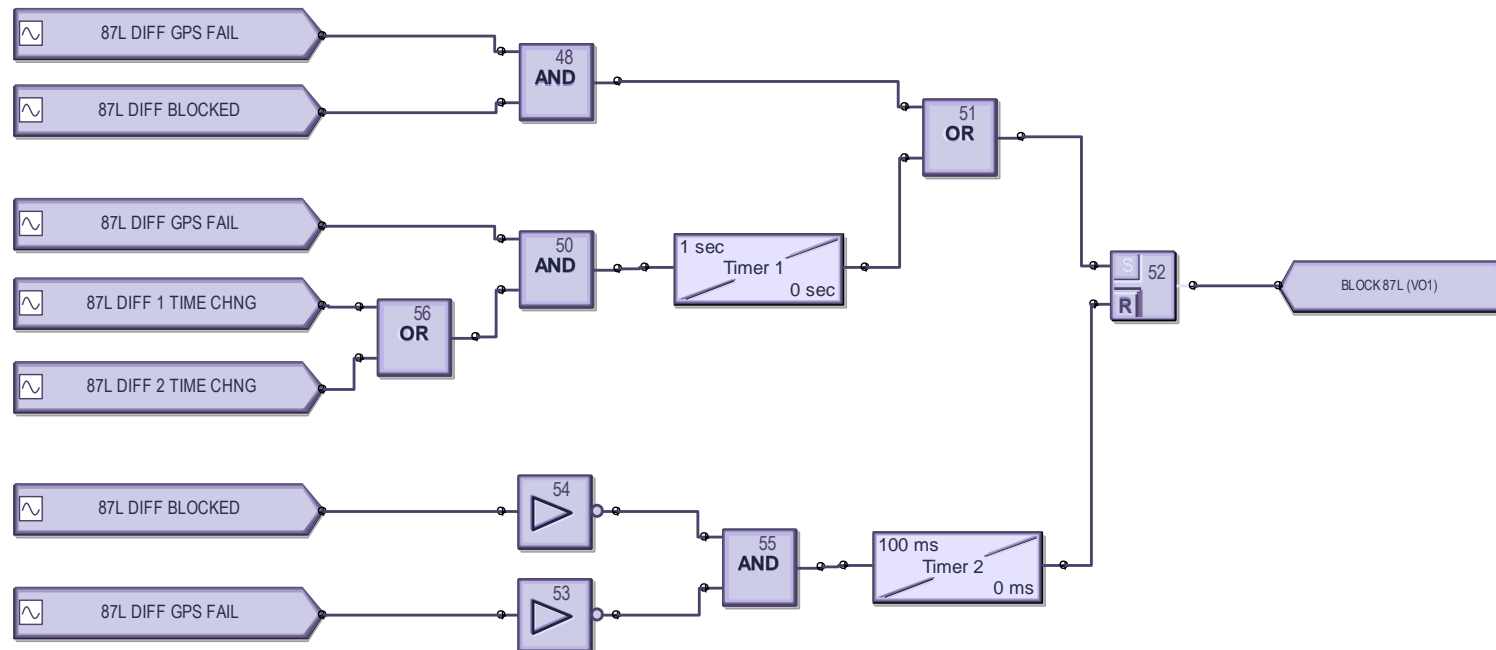 87L DIFF GPS FAIL
48
AND
87L DIFF BLOCKED
51
OR
87L DIFF GPS FAIL
50
AND
1 sec
Timer 1
0 sec
87L DIFF 1 TIME CHNG
56
OR
87L DIFF 2 TIME CHNG
S
52
R
BLOCK 87L (VO1)
87L DIFF BLOCKED
54
55
AND
100 ms
Timer 2
0 ms
87L DIFF GPS FAIL
53